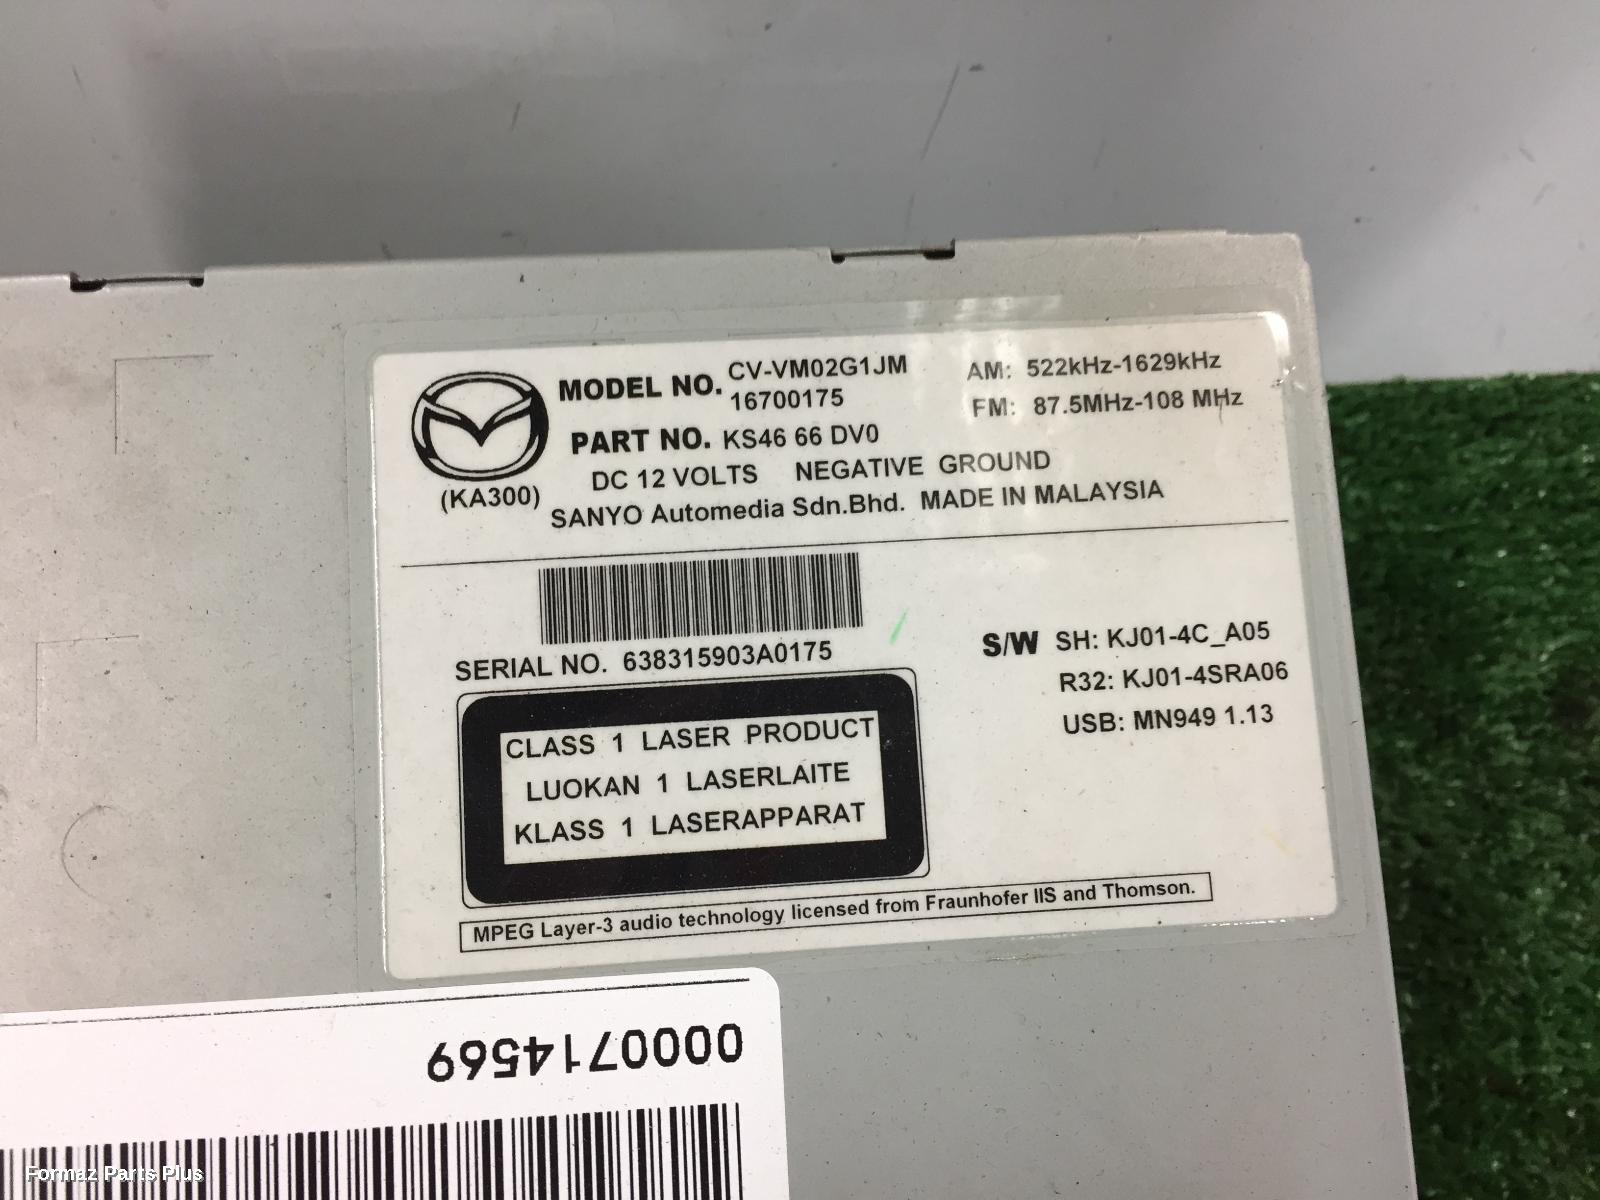 MODEL NO. CV-VM02G1JM
16700175
AM: 522kHz-1629kHz
FM: 87.5MHz-108 MHz
PART NO. KS46 66 DV0
(KA300)
DC 12 VOLTS NEGATIVE GROUND
SANYO Automedia Sdn.Bhd. MADE IN MALAYSIA
SERIAL NO. 638315903A0175
S/W SH: KJ01-4C_A05
R32: KJ01-4SRA06
USB: MN949 1.13
CLASS 1 LASER PRODUCT
LUOKAN 1 LASERLAITE
KLASS 1 LASERAPPARAT
MPEG Layer-3 audio technology licensed from Fraunhofer IIS and Thomson.
0000714569
Formaz Parts Plus